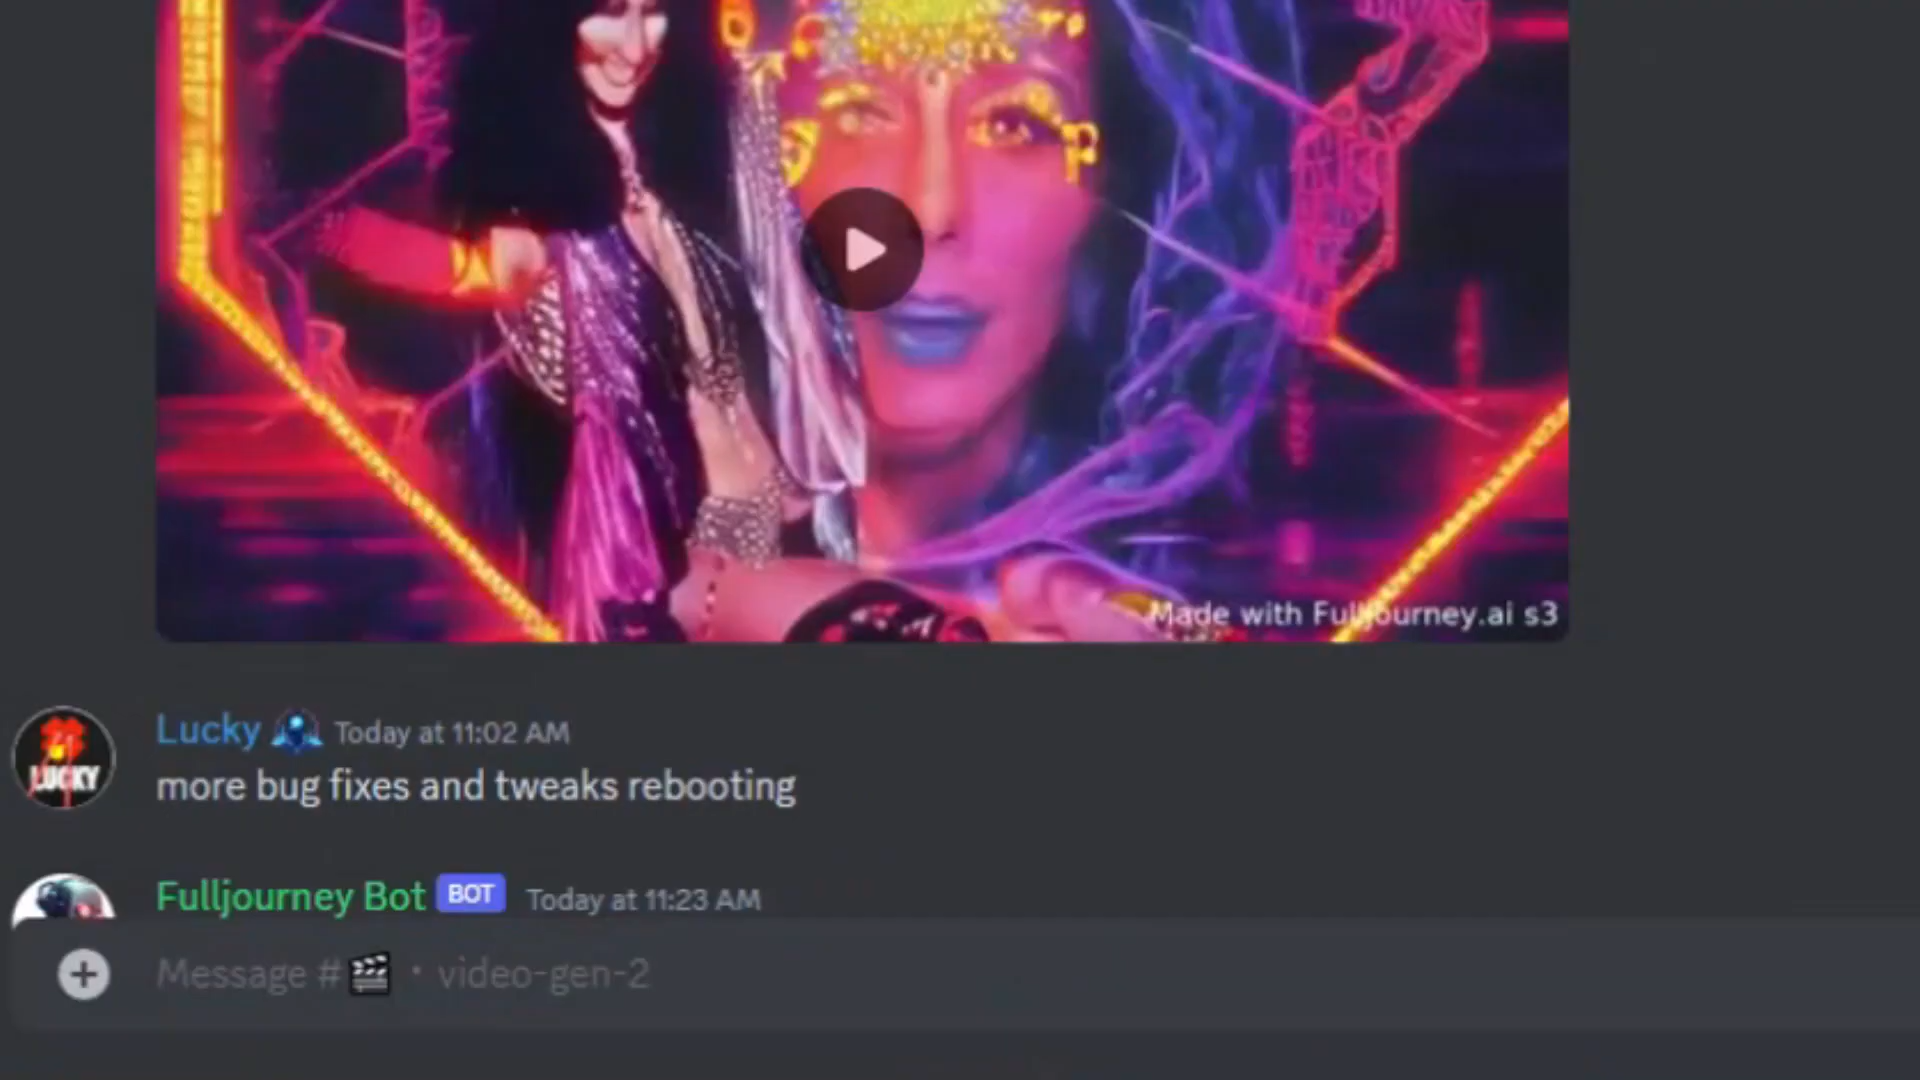 Made with Fulljourney.ai s3
Lucky Today at 11:02 AM
LUCKY
more bug fixes and tweaks rebooting
Fulljourney Bot BOT Today at 11:23 AM
Message #🎬・video-gen-2